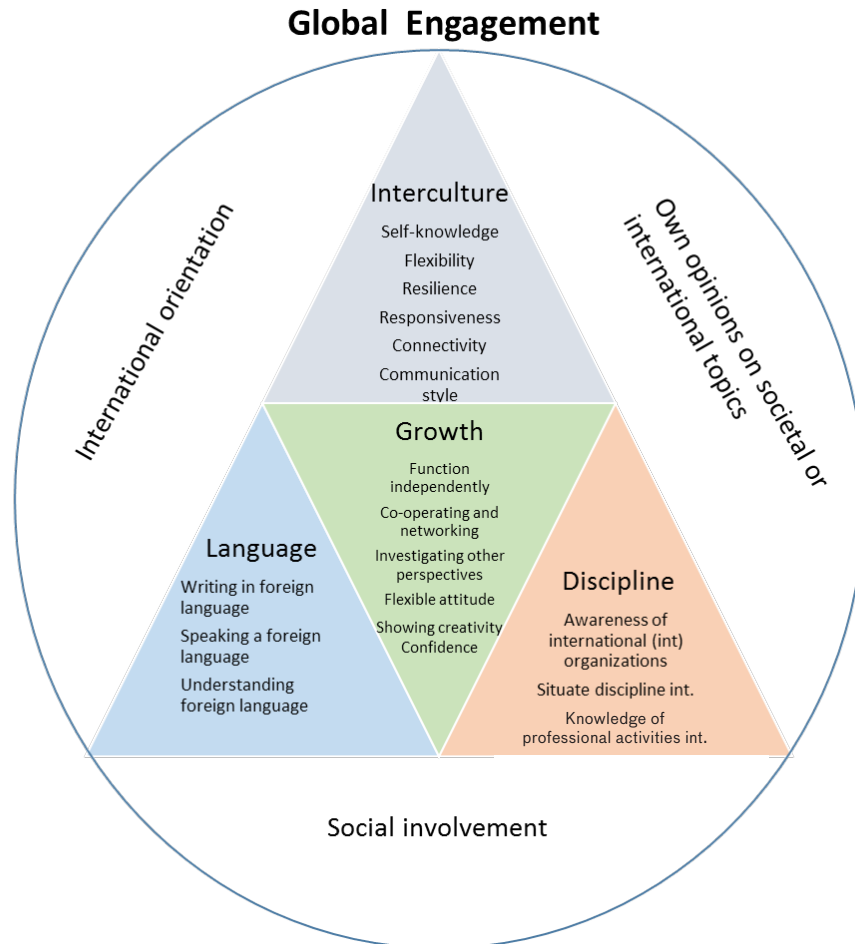 Global Engagement
International orientation
Own opinions on societal or
international topics
Interculture
Self-knowledge
Flexibility
Resilience
Responsiveness
Connectivity
Communication
style
Growth
Function
independently
Co-operating and
networking
Investigating other
perspectives
Flexible attitude
Showing creativity
Confidence
Language
Writing in foreign
language
Speaking a foreign
language
Understanding
foreign language
Discipline
Awareness of
international (int)
organizations
Situate discipline int.
Knowledge of
professional activities int.
Social involvement